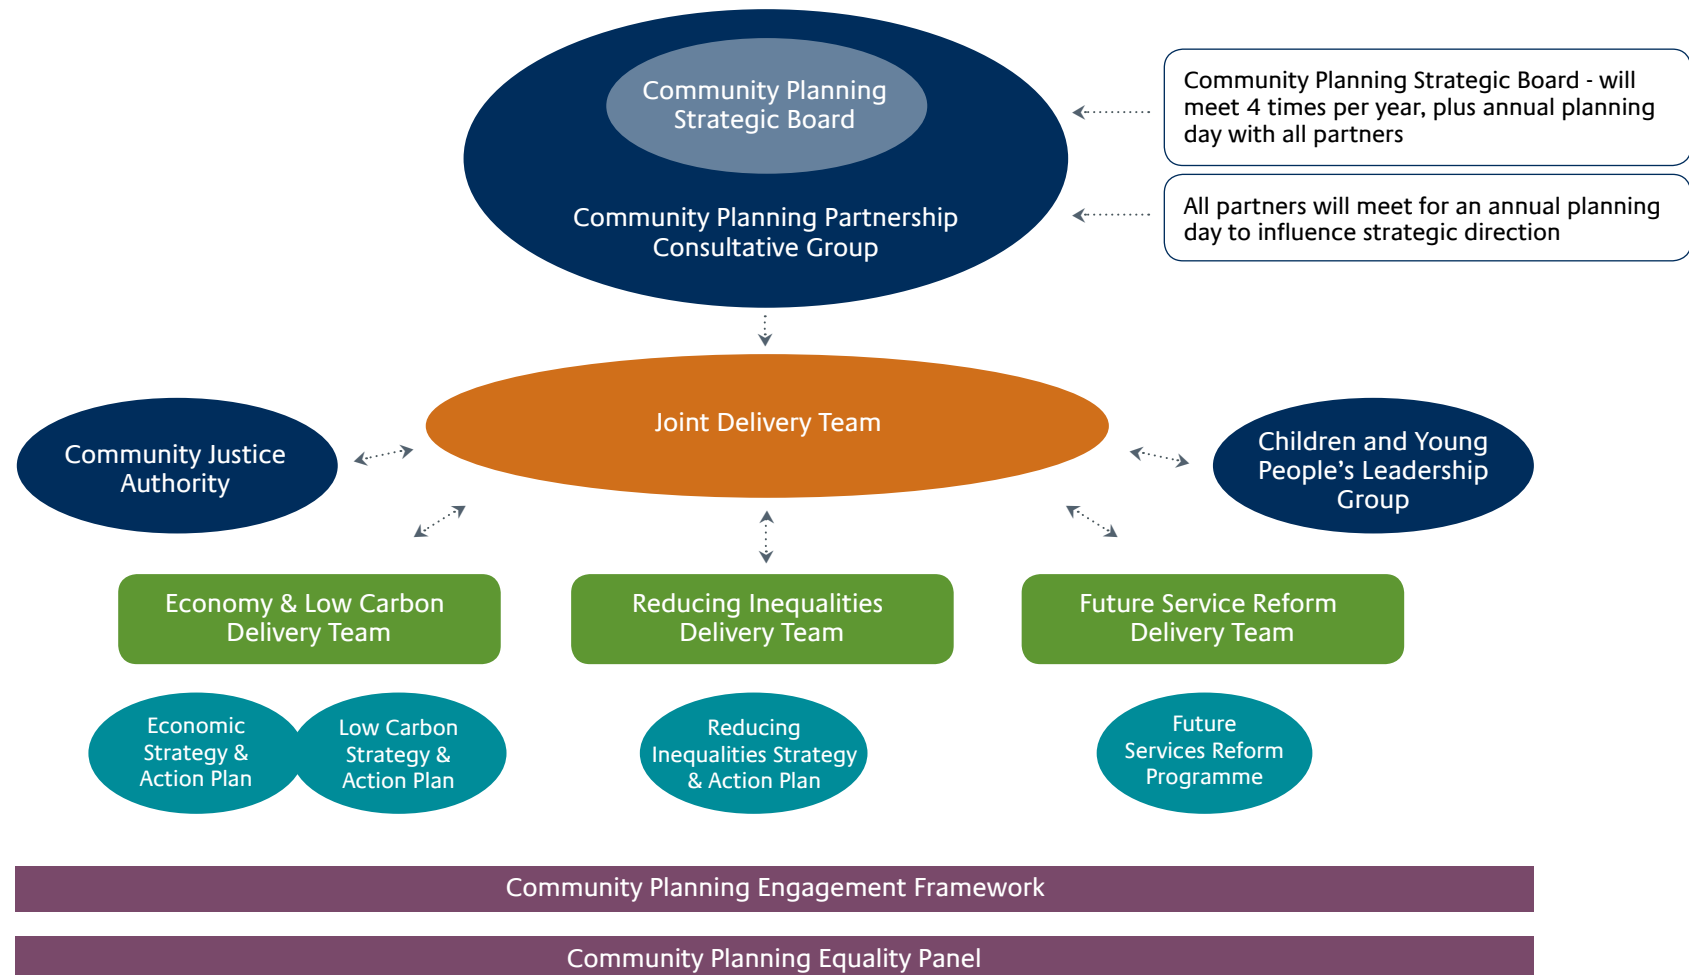 Community Planning
Strategic Board
Community Planning Partnership
Consultative Group
Community Planning Strategic Board - will
meet 4 times per year, plus annual planning
day with all partners
All partners will meet for an annual planning
day to influence strategic direction
Joint Delivery Team
Community Justice
Authority
Children and Young
People’s Leadership
Group
Economy & Low Carbon
Delivery Team
Reducing Inequalities
Delivery Team
Future Service Reform
Delivery Team
Economic
Strategy &
Action Plan
Low Carbon
Strategy &
Action Plan
Reducing
Inequalities Strategy
& Action Plan
Future
Services Reform
Programme
Community Planning Engagement Framework
Community Planning Equality Panel